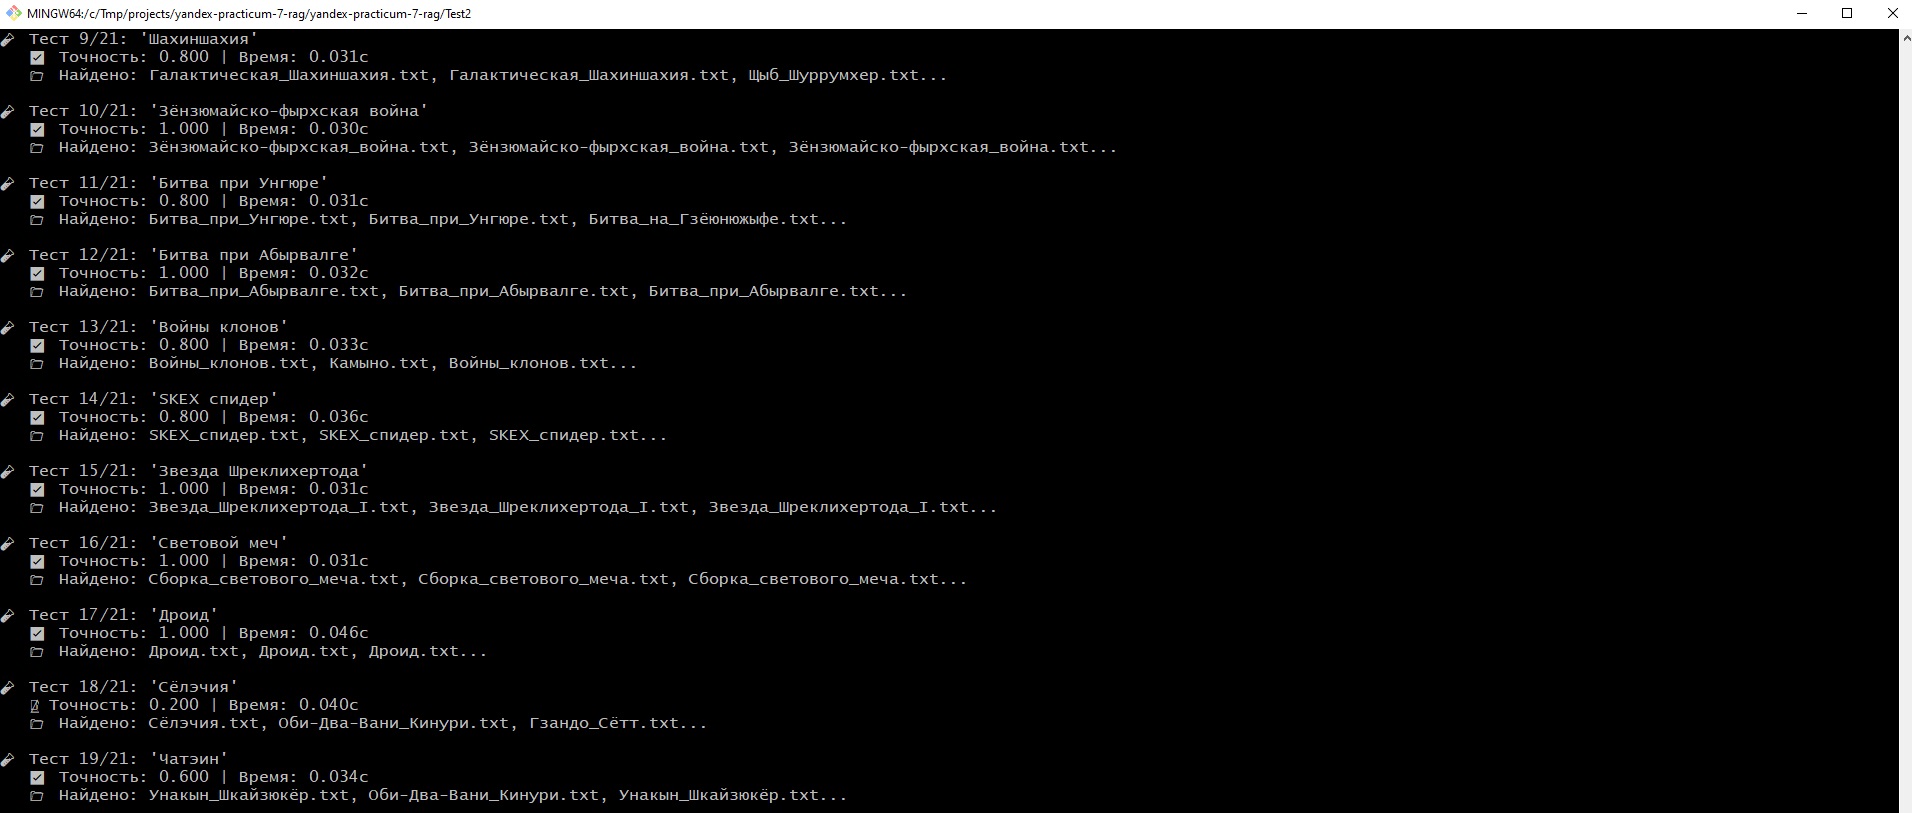 MINGW64:/c/Tmp/projects/yandex-practicum-7-rag/yandex-practicum-7-rag/Test2
Тест 9/21: 'Шахиншахия'
Точность: 0.800 | Время: 0.031с
Найдено: Галактическая_Шахиншахия.txt, Галактическая_Шахиншахия.txt, Щыб_Шуррумхер.txt...
Тест 10/21: 'Зёнзюмайско-фырхская война'
Точность: 1.000 | Время: 0.030с
Найдено: Зёнзюмайско-фырхская_война.txt, Зёнзюмайско-фырхская_война.txt, Зёнзюмайско-фырхская_война.txt...
Тест 11/21: 'Битва при Унгюре'
Точность: 0.800 | Время: 0.031с
Найдено: Битва_при_Унгюре.txt, Битва_при_Унгюре.txt, Битва_на_Гзёюнюжыфе.txt...
Тест 12/21: 'Битва при Абырвалге'
Точность: 1.000 | Время: 0.032с
Найдено: Битва_при_Абырвалге.txt, Битва_при_Абырвалге.txt, Битва_при_Абырвалге.txt...
Тест 13/21: 'Войны клонов'
Точность: 0.800 | Время: 0.033с
Найдено: Войны_клонов.txt, Камыно.txt, Войны_клонов.txt...
Тест 14/21: 'SKEX спидер'
Точность: 0.800 | Время: 0.036с
Найдено: SKEX_спидер.txt, SKEX_спидер.txt, SKEX_спидер.txt...
Тест 15/21: 'Звезда Шреклихертода'
Точность: 1.000 | Время: 0.031с
Найдено: Звезда_Шреклихертода_I.txt, Звезда_Шреклихертода_I.txt, Звезда_Шреклихертода_I.txt...
Тест 16/21: 'Световой меч'
Точность: 1.000 | Время: 0.031с
Найдено: Сборка_светового_меча.txt, Сборка_светового_меча.txt, Сборка_светового_меча.txt...
Тест 17/21: 'Дроид'
Точность: 1.000 | Время: 0.046с
Найдено: Дроид.txt, Дроид.txt, Дроид.txt...
Тест 18/21: 'Сёлэчия'
Точность: 0.200 | Время: 0.040с
Найдено: Сёлэчия.txt, Оби-Два-Вани_Кинури.txt, Гзандо_Сётт.txt...
Тест 19/21: 'Чатэин'
Точность: 0.600 | Время: 0.034с
Найдено: Унакын_Шкайзюкёр.txt, Оби-Два-Вани_Кинури.txt, Унакын_Шкайзюкёр.txt...